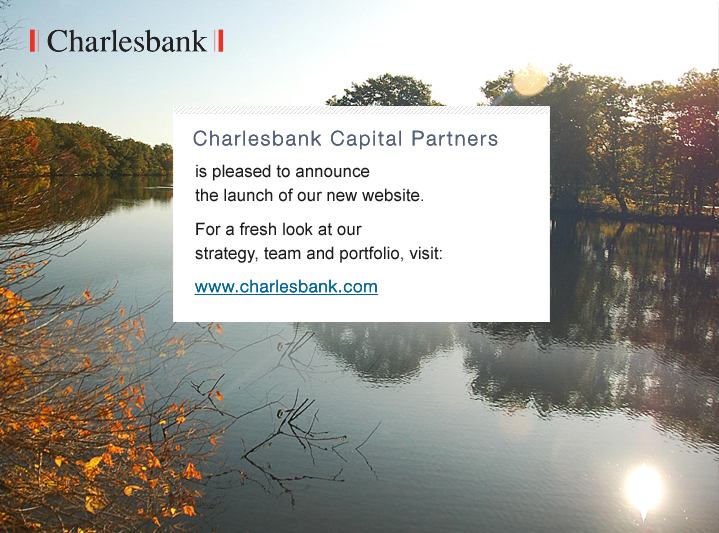 Charlesbank
Charlesbank Capital Partners
is pleased to announce
the launch of our new website.
For a fresh look at our
strategy, team and portfolio, visit:
www.charlesbank.com